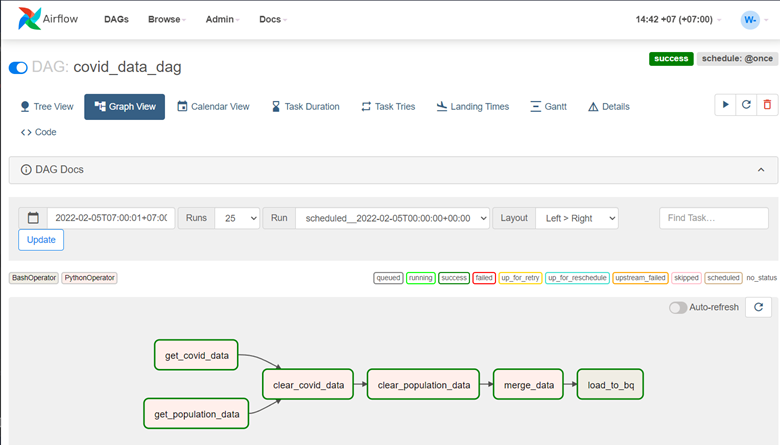 Airflow DAGs Browse Admin Docs 14:42 +07 (+07:00) W-
DAG: covid_data_dag success schedule: @once
Tree View Graph View Calendar View Task Duration Task Tries Landing Times Gantt Details
<> Code
DAG Docs
2022-02-05T07:00:01+07:00 Runs 25 Run scheduled__2022-02-05T00:00:00+00:00 Layout Left > Right Find Task...
Update
BashOperator PythonOperator queued running success failed up_for_retry up_for_reschedule upstream_failed skipped scheduled no_status
Auto-refresh
get_covid_data
clear_covid_data clear_population_data merge_data load_to_bq
get_population_data